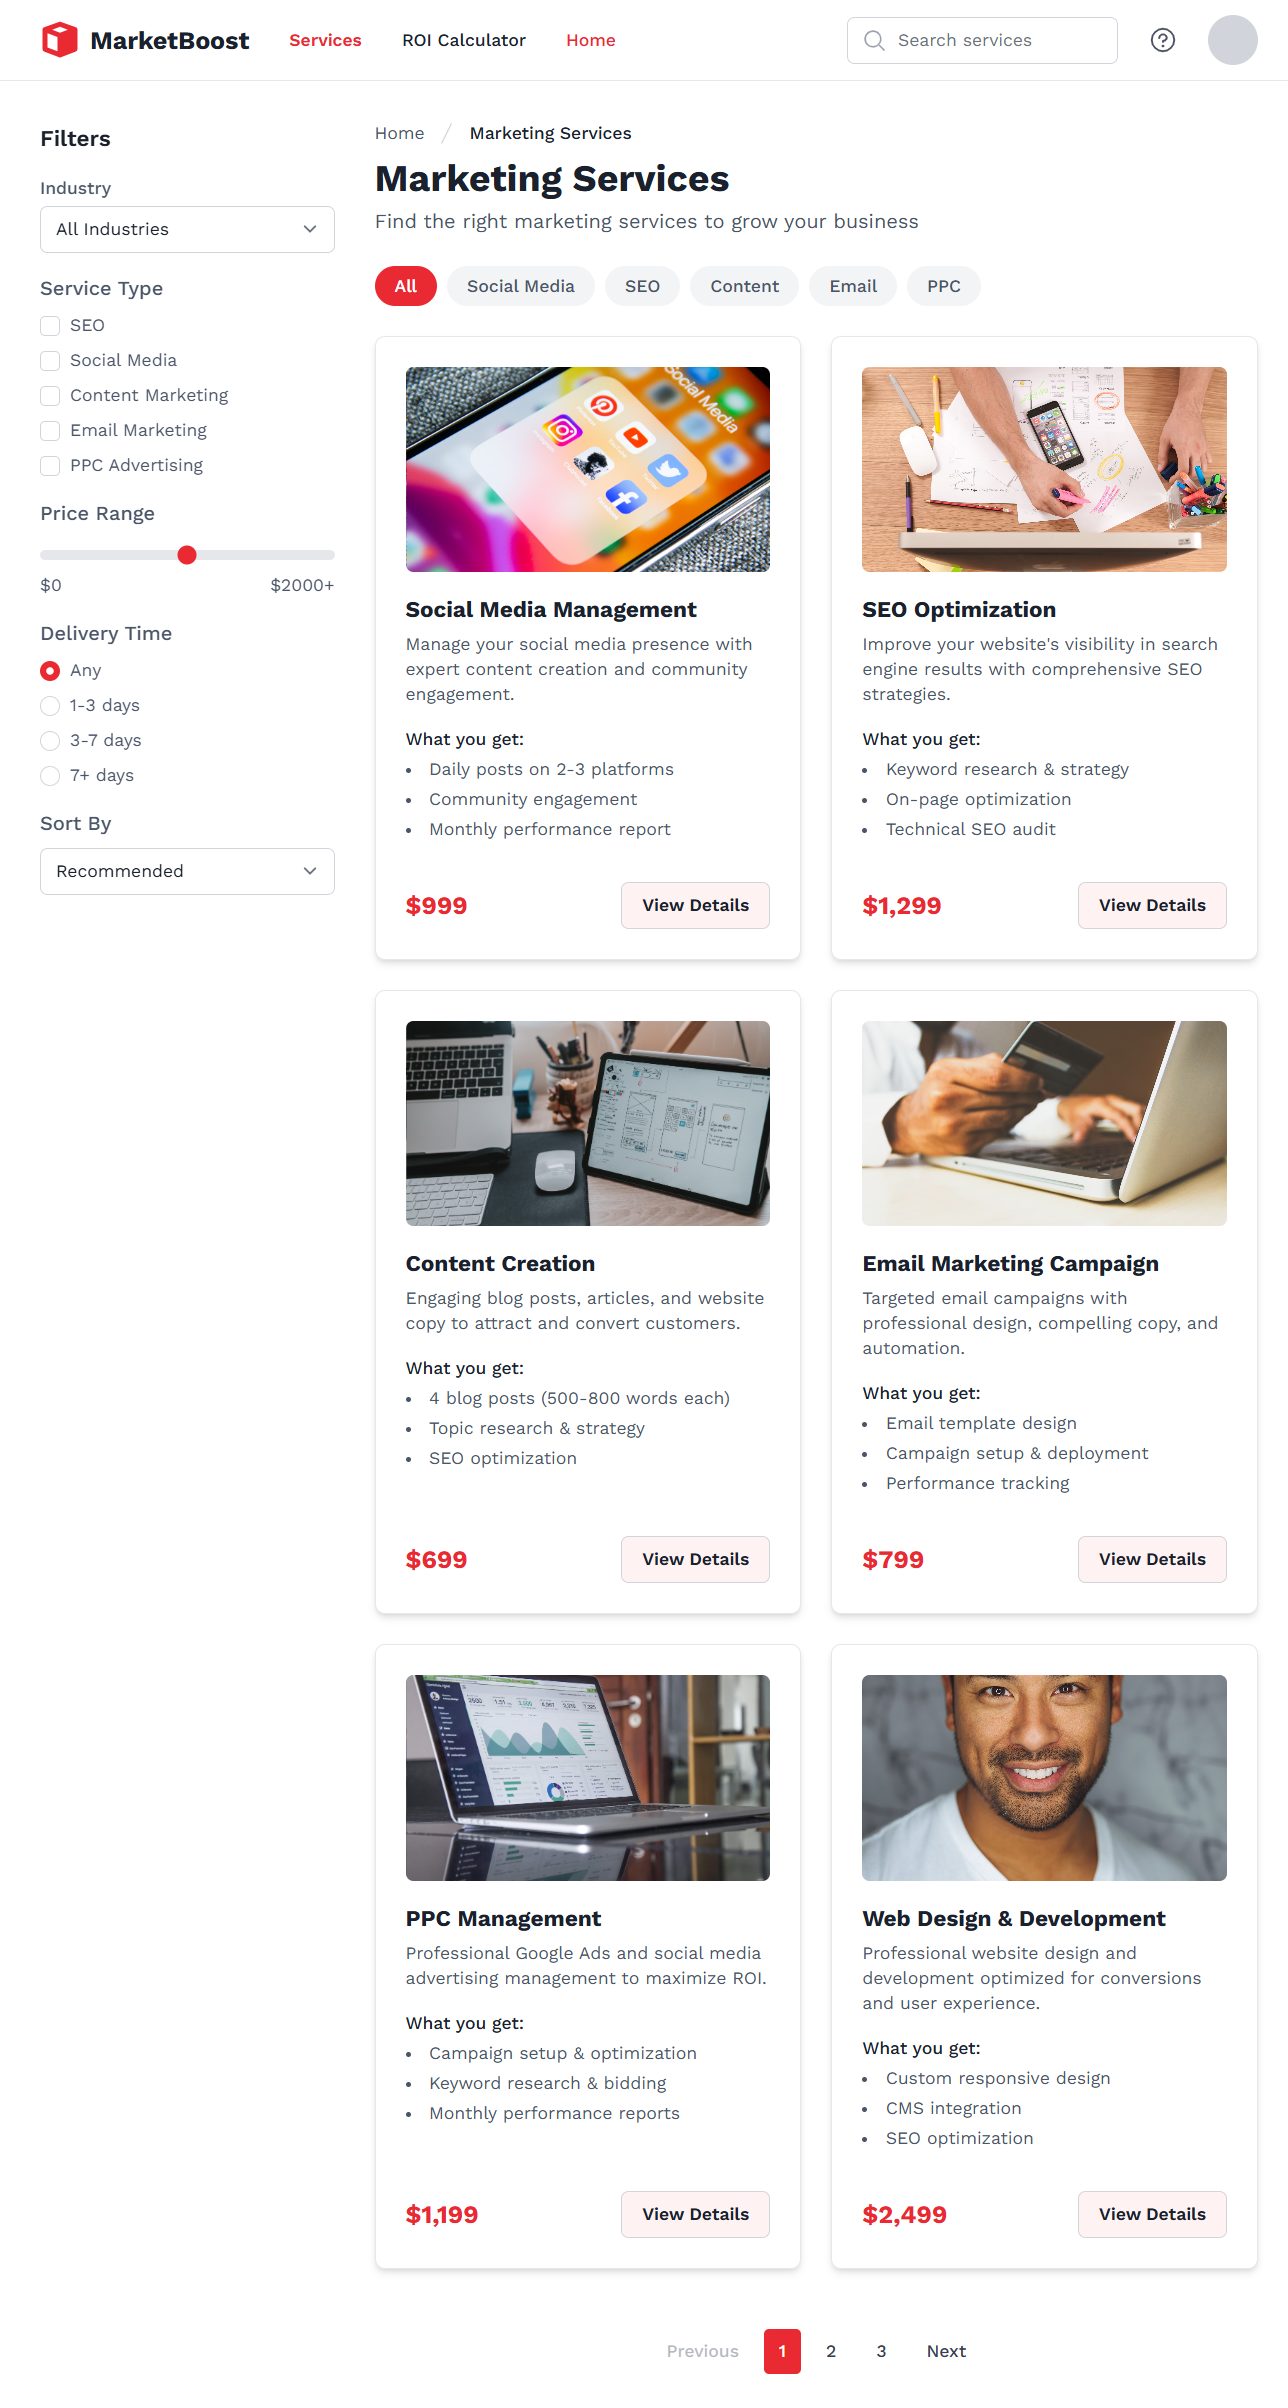 MarketBoost
Services
ROI Calculator
Home
Search services
Filters
Industry
All Industries
Service Type
SEO
Social Media
Content Marketing
Email Marketing
PPC Advertising
Price Range
$0
$2000+
Delivery Time
Any
1-3 days
3-7 days
7+ days
Sort By
Recommended
Home / Marketing Services
Marketing Services
Find the right marketing services to grow your business
All
Social Media
SEO
Content
Email
PPC
Social Media
Social Media Management
Manage your social media presence with
expert content creation and community
engagement.
What you get:
• Daily posts on 2-3 platforms
• Community engagement
• Monthly performance report
$999
View Details
SEO Optimization
Improve your website's visibility in search
engine results with comprehensive SEO
strategies.
What you get:
• Keyword research & strategy
• On-page optimization
• Technical SEO audit
$1,299
View Details
Content Creation
Engaging blog posts, articles, and website
copy to attract and convert customers.
What you get:
• 4 blog posts (500-800 words each)
• Topic research & strategy
• SEO optimization
$699
View Details
Email Marketing Campaign
Targeted email campaigns with
professional design, compelling copy, and
automation.
What you get:
• Email template design
• Campaign setup & deployment
• Performance tracking
$799
View Details
PPC Management
Professional Google Ads and social media
advertising management to maximize ROI.
What you get:
• Campaign setup & optimization
• Keyword research & bidding
• Monthly performance reports
$1,199
View Details
Web Design & Development
Professional website design and
development optimized for conversions
and user experience.
What you get:
• Custom responsive design
• CMS integration
• SEO optimization
$2,499
View Details
Previous
1
2
3
Next